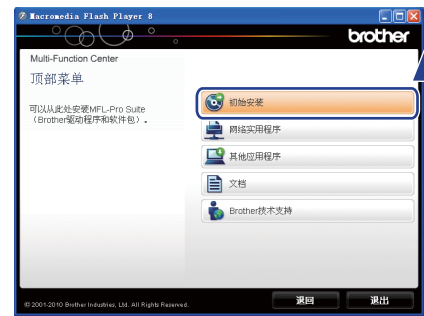 Macromedia Flash Player 8
brother
Multi-Function Center
顶部菜单
可以从此处安装MFL-Pro Suite
（Brother驱动程序和软件包）。
初始安装
网络实用程序
其他应用程序
文档
Brother技术支持
© 2001-2010 Brother Industries, Ltd. All Rights Reserved.
退回
退出